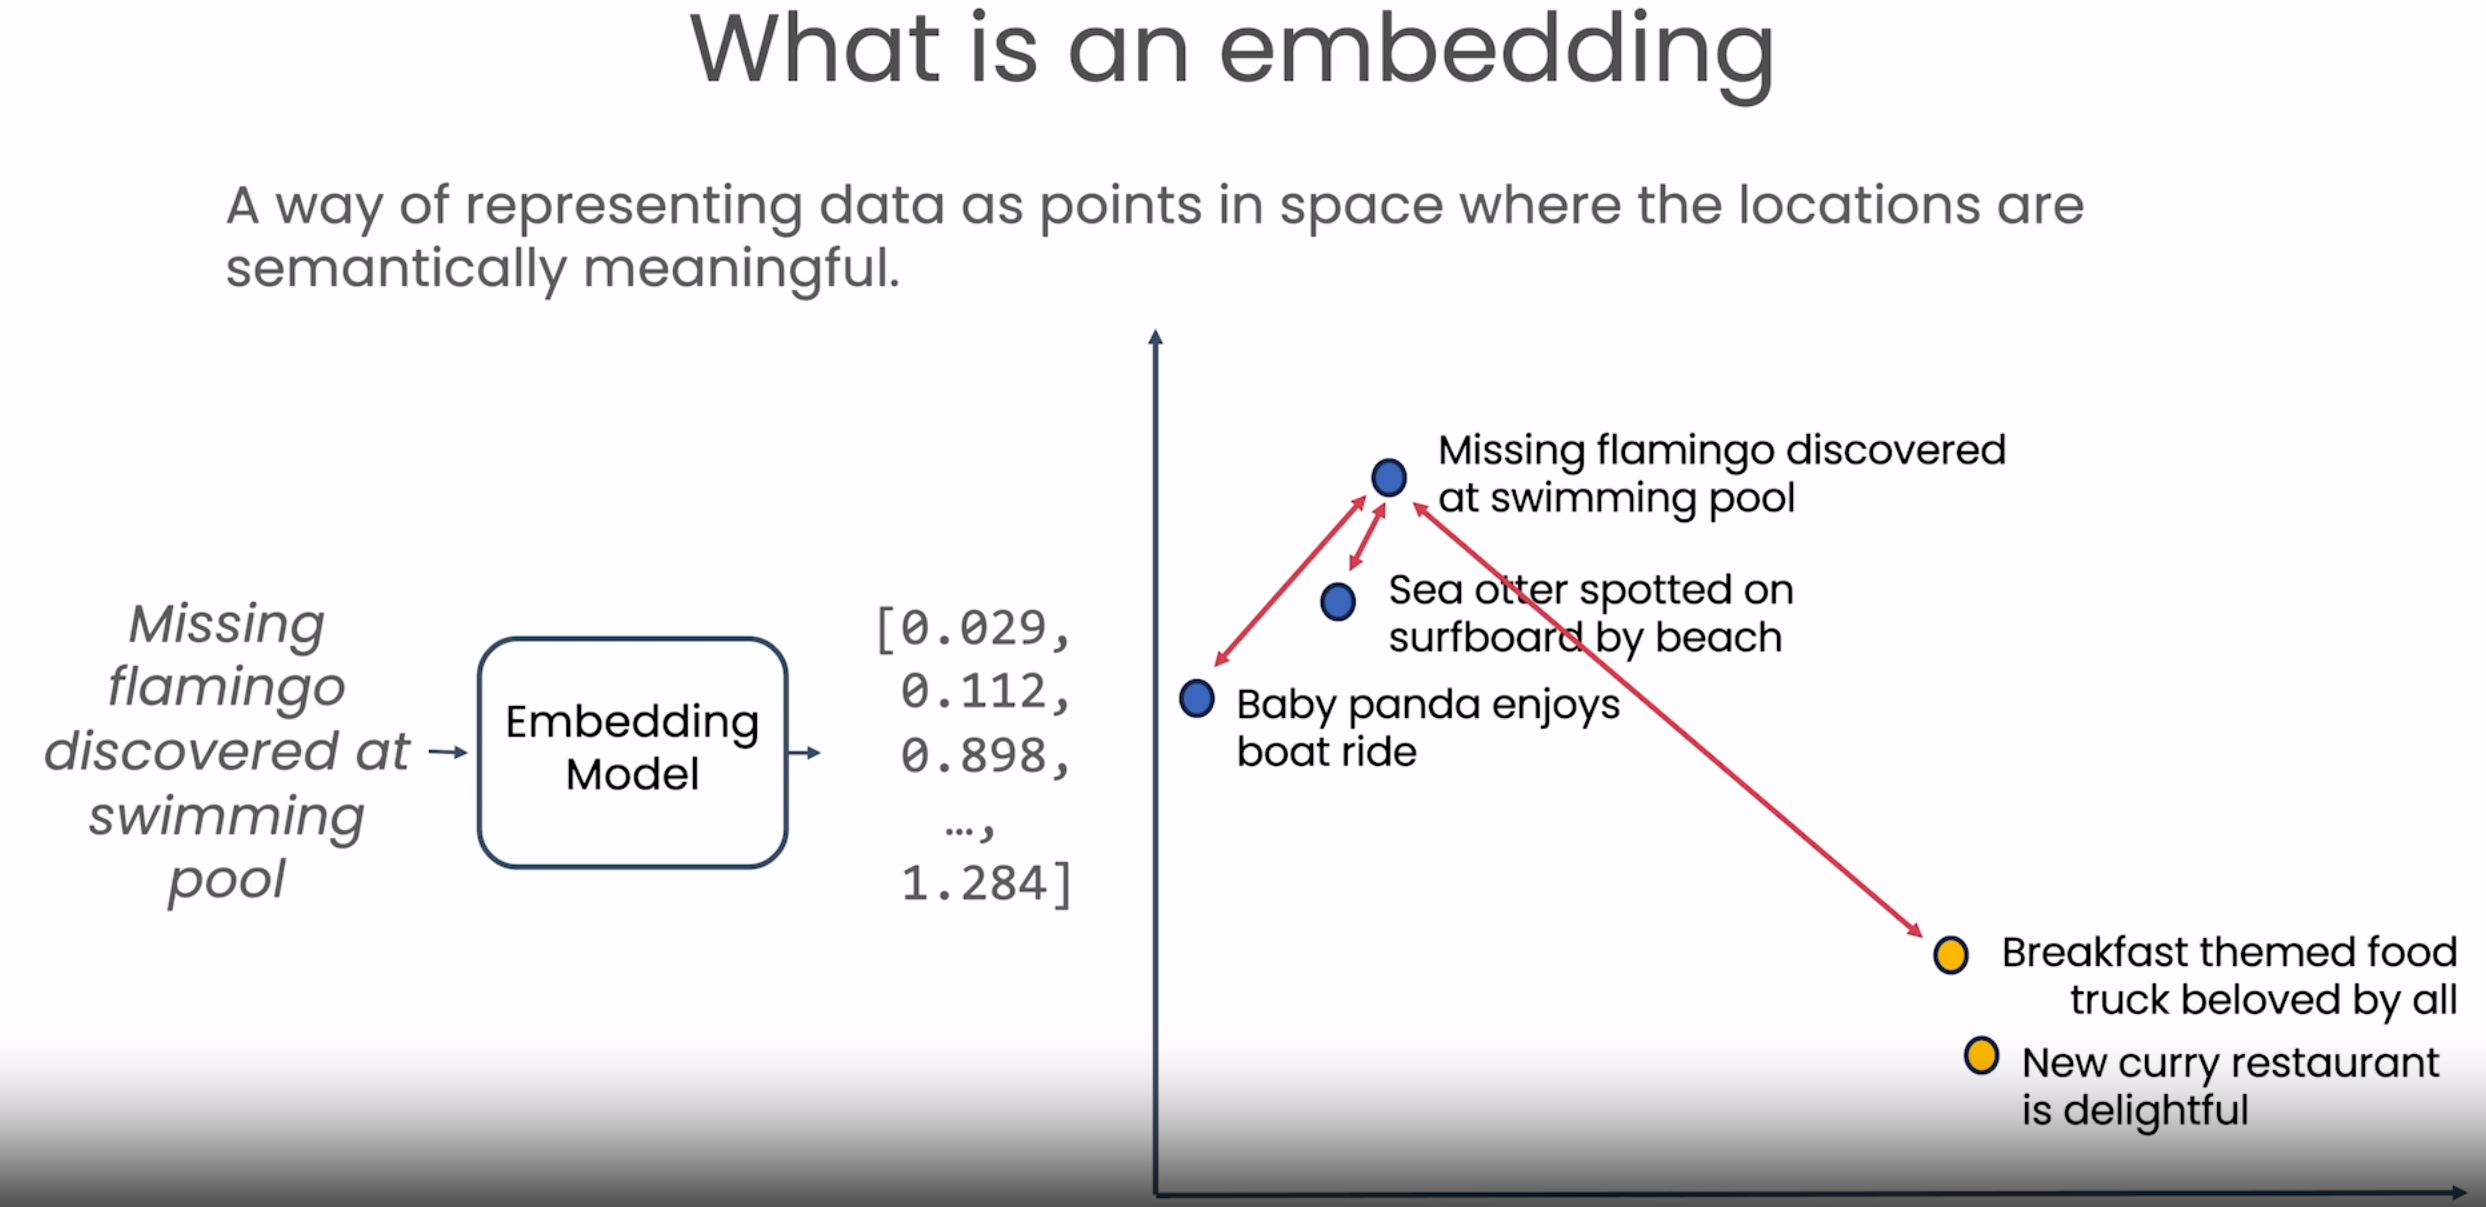 What is an embedding
A way of representing data as points in space where the locations are
semantically meaningful.
Missing
flamingo
discovered at
swimming
pool
Embedding
Model
[0.029,
0.112,
0.898,
…,
1.284]
Missing flamingo discovered
at swimming pool
Sea otter spotted on
surfboard by beach
Baby panda enjoys
boat ride
Breakfast themed food
truck beloved by all
New curry restaurant
is delightful